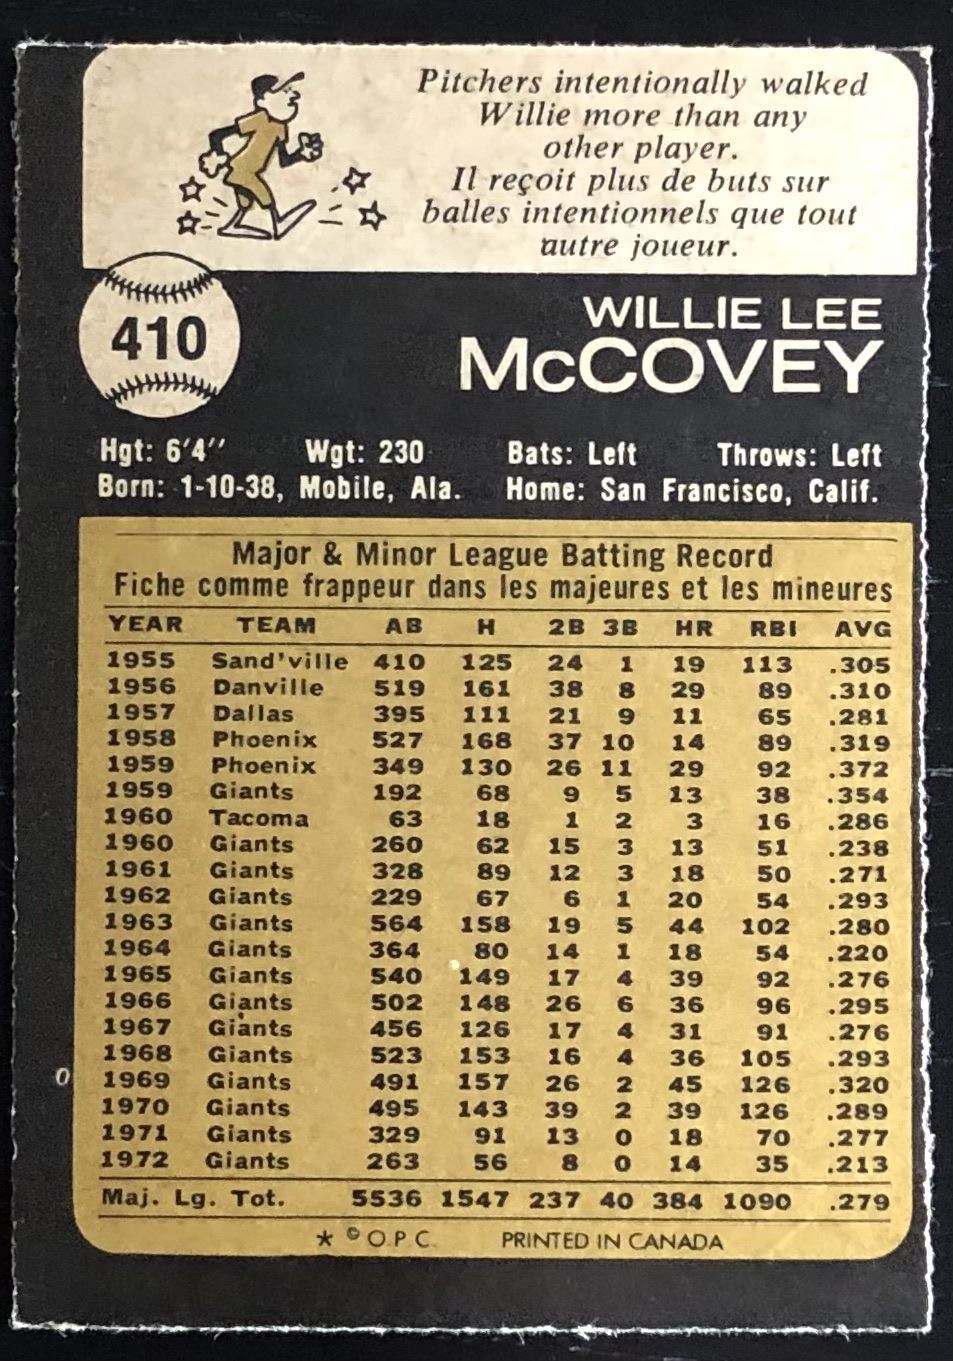 Pitchers intentionally walked
Willie more than any
other player.
Il reçoit plus de buts sur
balles intentionnels que tout
autre joueur.
410
WILLIE LEE
McCOVEY
Hgt: 6'4" Wgt: 230 Bats: Left Throws: Left
Born: 1-10-38, Mobile, Ala. Home: San Francisco, Calif.
Major & Minor League Batting Record
Fiche comme frappeur dans les majeures et les mineures
YEAR TEAM AB H 2B 3B HR RBI AVG
1955 Sand'ville 410 125 24 1 19 113 .305
1956 Danville 519 161 38 8 29 89 .310
1957 Dallas 395 111 21 9 11 65 .281
1958 Phoenix 527 168 37 10 14 89 .319
1959 Phoenix 349 130 26 11 29 92 .372
1959 Giants 192 68 9 5 13 38 .354
1960 Tacoma 63 18 1 2 3 16 .286
1960 Giants 260 62 15 3 13 51 .238
1961 Giants 328 89 12 3 18 50 .271
1962 Giants 229 67 6 1 20 54 .293
1963 Giants 564 158 19 5 44 102 .280
1964 Giants 364 80 14 1 18 54 .220
1965 Giants 540 149 17 4 39 92 .276
1966 Giants 502 148 26 6 36 96 .295
1967 Giants 456 126 17 4 31 91 .276
1968 Giants 523 153 16 4 36 105 .293
1969 Giants 491 157 26 2 45 126 .320
1970 Giants 495 143 39 2 39 126 .289
1971 Giants 329 91 13 0 18 70 .277
1972 Giants 263 56 8 0 14 35 .213
Maj. Lg. Tot. 5536 1547 237 40 384 1090 .279
* © O.P.C. PRINTED IN CANADA